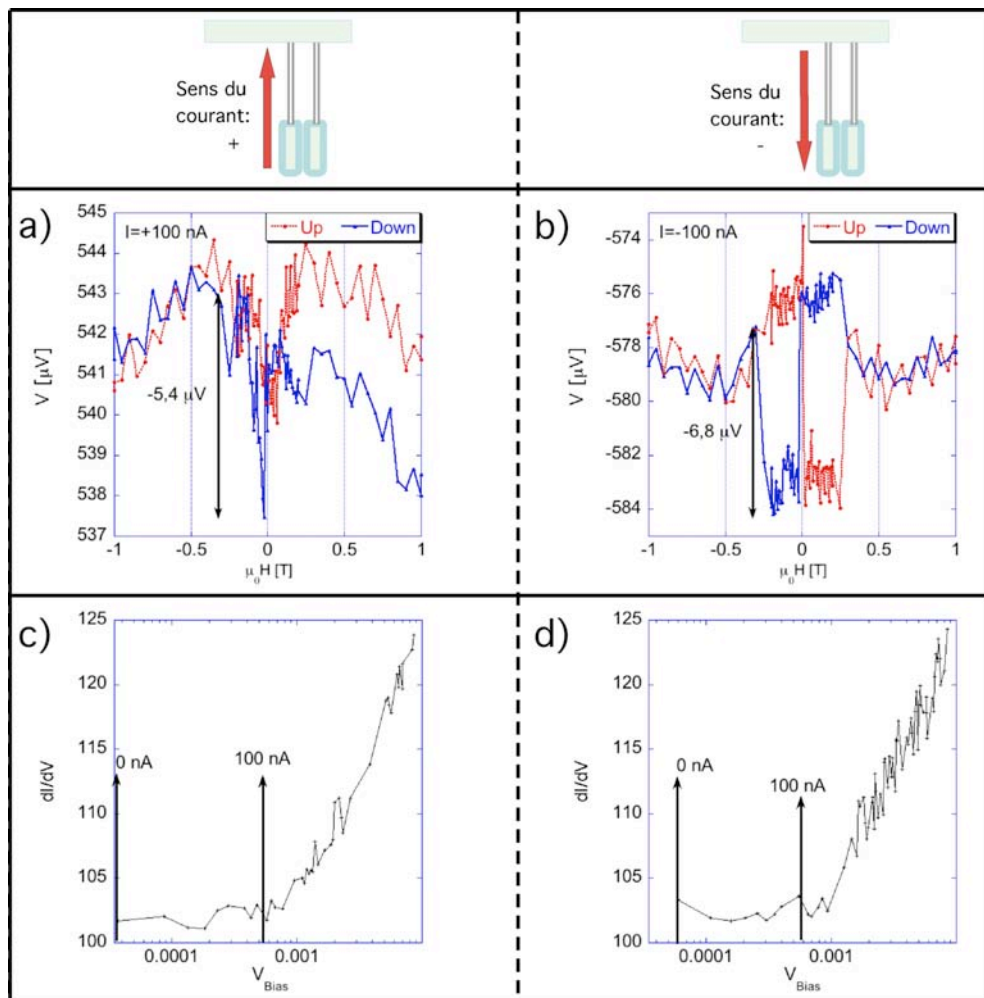 Sens du
courant:
+
Sens du
courant:
-
a)
I=+100 nA
Up
Down
V [µV]
545
544
543
542
541
540
539
538
537
-5,4 µV
-1
-0.5
0
0.5
1
µ0H [T]
b)
I=-100 nA
Up
Down
V [µV]
-574
-576
-578
-580
-582
-584
-6,8 µV
-1
-0.5
0
0.5
1
µ0H [T]
c)
dI/dV
125
120
115
110
105
100
0 nA
100 nA
0.0001
0.001
VBias
d)
dI/dV
125
120
115
110
105
100
0 nA
100 nA
0.0001
0.001
VBias